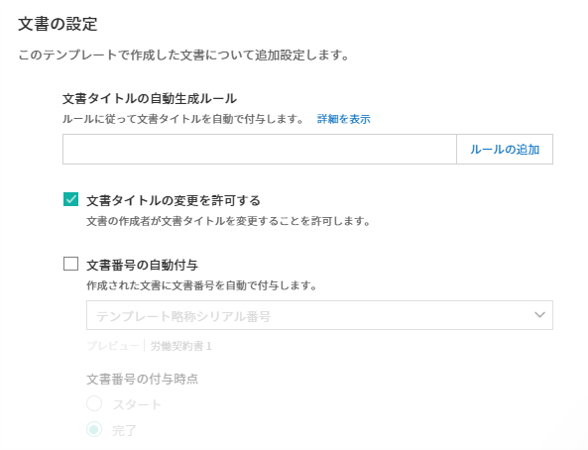 文書の設定
このテンプレートで作成した文書について追加設定します。
文書タイトルの自動生成ルール
ルールに従って文書タイトルを自動で付与します。 詳細を表示
ルールの追加
文書タイトルの変更を許可する
文書の作成者が文書タイトルを変更することを許可します。
文書番号の自動付与
作成された文書に文書番号を自動で付与します。
テンプレート略称シリアル番号
プレビュー | 労働契約書 1
文書番号の付与時点
スタート
完了